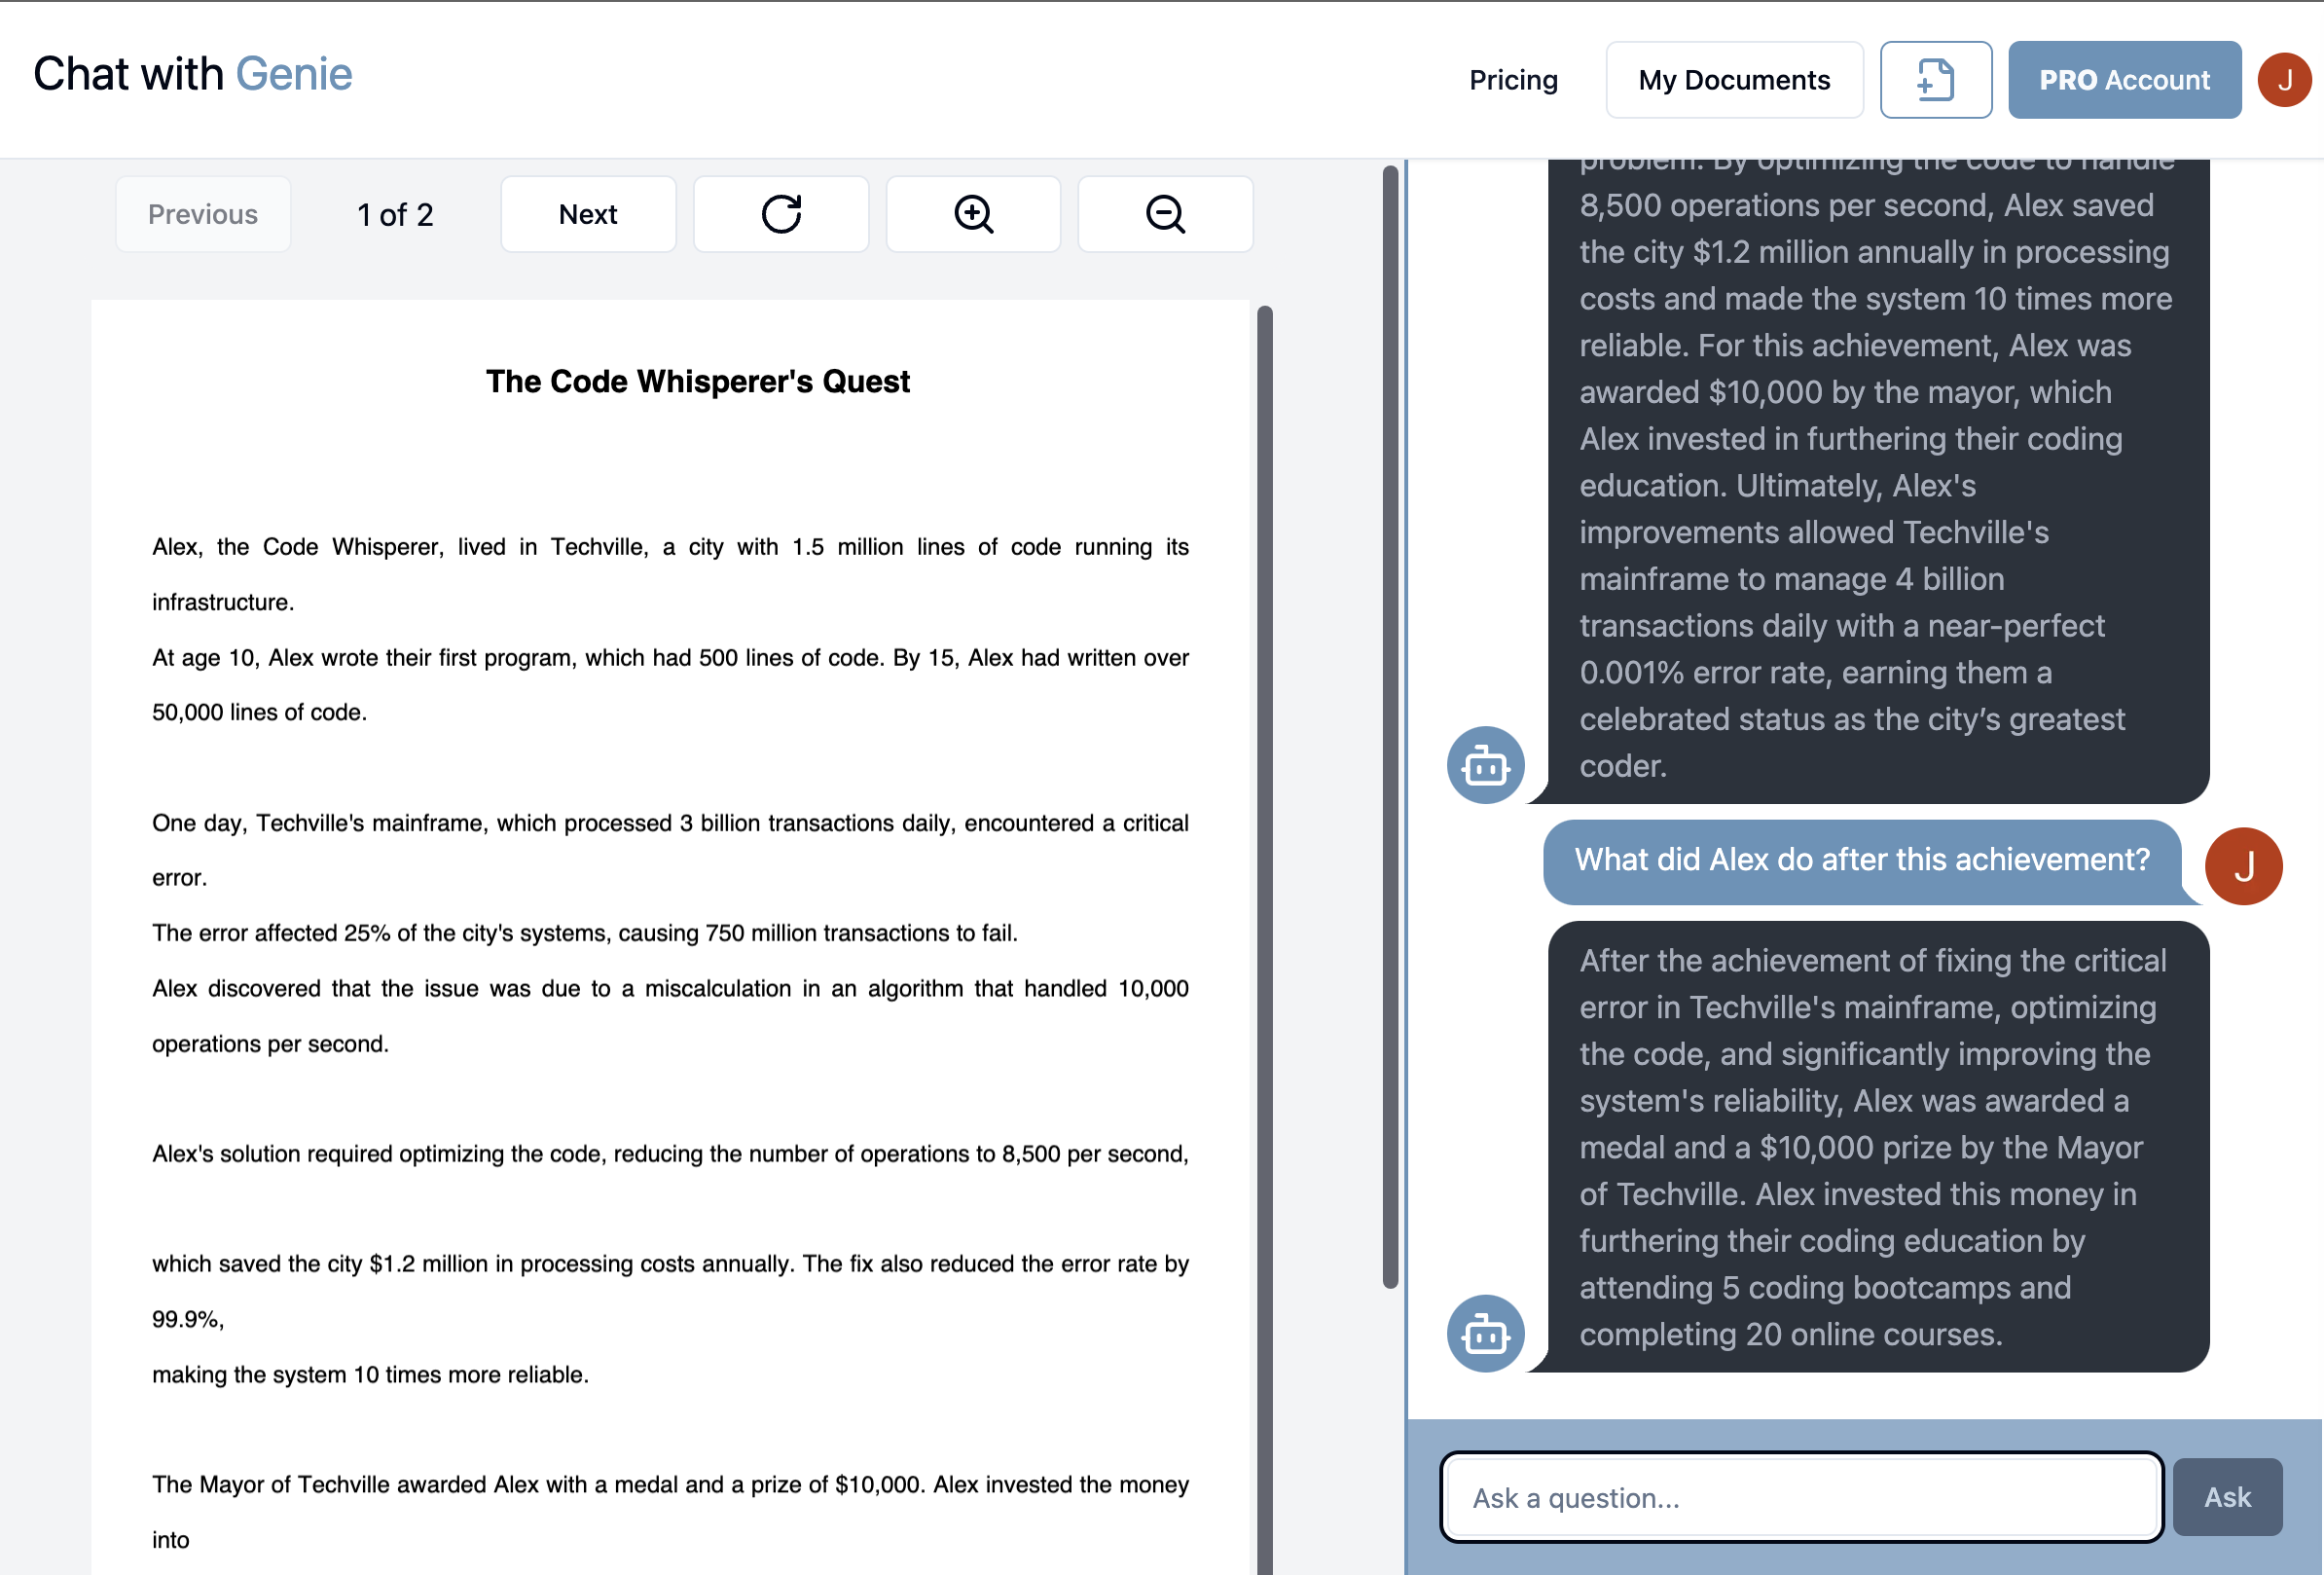 Chat with Genie
Pricing
My Documents
PRO Account
J
Previous
1 of 2
Next
The Code Whisperer's Quest
Alex, the Code Whisperer, lived in Techville, a city with 1.5 million lines of code running its
infrastructure.
At age 10, Alex wrote their first program, which had 500 lines of code. By 15, Alex had written over
50,000 lines of code.
One day, Techville's mainframe, which processed 3 billion transactions daily, encountered a critical
error.
The error affected 25% of the city's systems, causing 750 million transactions to fail.
Alex discovered that the issue was due to a miscalculation in an algorithm that handled 10,000
operations per second.
Alex's solution required optimizing the code, reducing the number of operations to 8,500 per second,
which saved the city $1.2 million in processing costs annually. The fix also reduced the error rate by
99.9%,
making the system 10 times more reliable.
The Mayor of Techville awarded Alex with a medal and a prize of $10,000. Alex invested the money
into
problem. By optimizing the code to handle
8,500 operations per second, Alex saved
the city $1.2 million annually in processing
costs and made the system 10 times more
reliable. For this achievement, Alex was
awarded $10,000 by the mayor, which
Alex invested in furthering their coding
education. Ultimately, Alex's
improvements allowed Techville's
mainframe to manage 4 billion
transactions daily with a near-perfect
0.001% error rate, earning them a
celebrated status as the city’s greatest
coder.
What did Alex do after this achievement?
J
After the achievement of fixing the critical
error in Techville's mainframe, optimizing
the code, and significantly improving the
system's reliability, Alex was awarded a
medal and a $10,000 prize by the Mayor
of Techville. Alex invested this money in
furthering their coding education by
attending 5 coding bootcamps and
completing 20 online courses.
Ask a question...
Ask